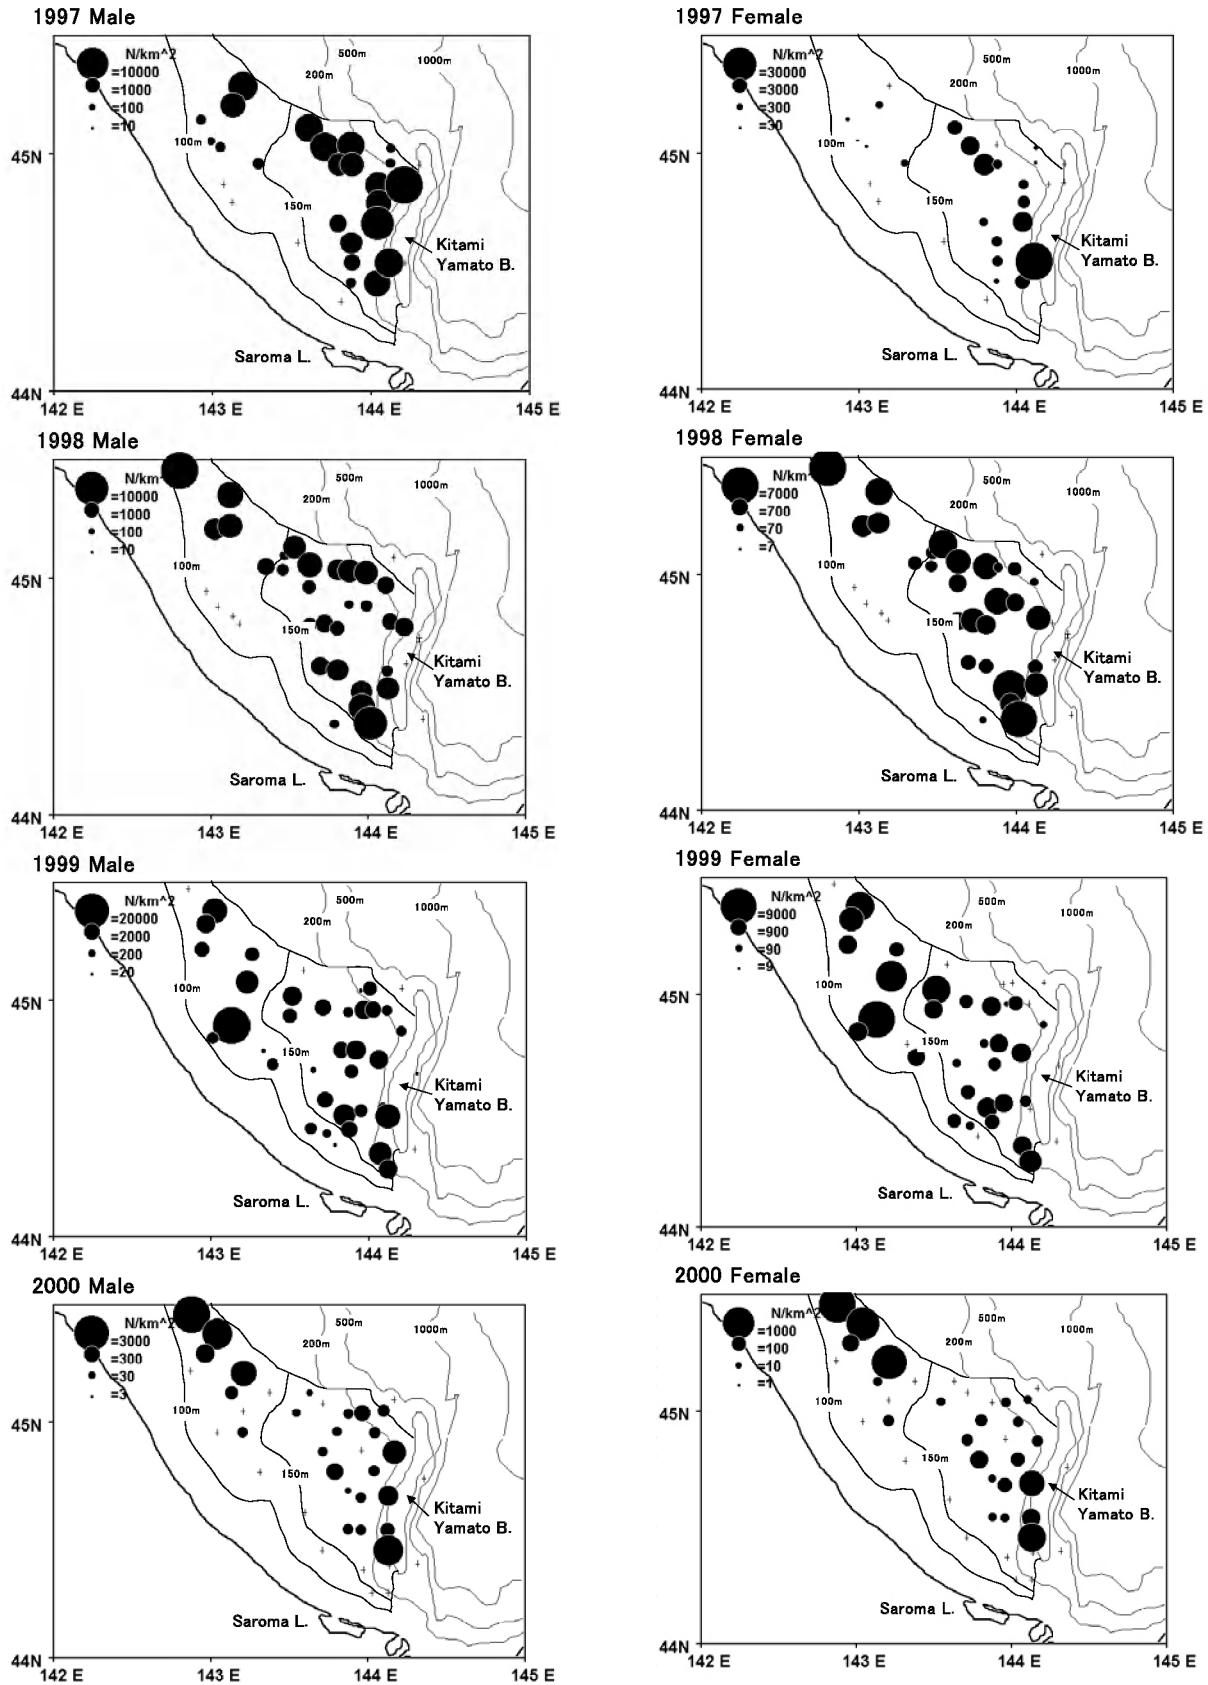 1997 Male
N/km^2
=10000
=1000
=100
=10
500m
200m
1000m
100m
45N
150m
Kitami
Yamato B.
Saroma L.
44N
142 E
143 E
144 E
145 E
1997 Female
N/km^2
=30000
=3000
=300
=30
500m
200m
1000m
100m
45N
150m
Kitami
Yamato B.
Saroma L.
44N
142 E
143 E
144 E
145 E
1998 Male
N/km
=10000
=1000
=100
=10
500m
200m
1000m
100m
45N
150m
Kitami
Yamato B.
Saroma L.
44N
142 E
143 E
144 E
145 E
1998 Female
N/km
=7000
=700
=70
=7
500m
200m
1000m
100m
45N
150m
Kitami
Yamato B.
Saroma L.
44N
142 E
143 E
144 E
145 E
1999 Male
N/km^2
=20000
=2000
=200
=20
500m
200m
1000m
100m
45N
150m
Kitami
Yamato B.
Saroma L.
44N
142 E
143 E
144 E
145 E
1999 Female
N/km^2
=9000
=900
=90
=9
500m
200m
1000m
100m
45N
150m
Kitami
Yamato B.
Saroma L.
44N
142 E
143 E
144 E
145 E
2000 Male
N/km^2
=3000
=300
=30
=3
500m
200m
1000m
100m
45N
150m
Kitami
Yamato B.
Saroma L.
44N
142 E
143 E
144 E
145 E
2000 Female
N/km^2
=1000
=100
=10
=1
500m
200m
1000m
100m
45N
150m
Kitami
Yamato B.
Saroma L.
44N
142 E
143 E
144 E
145 E